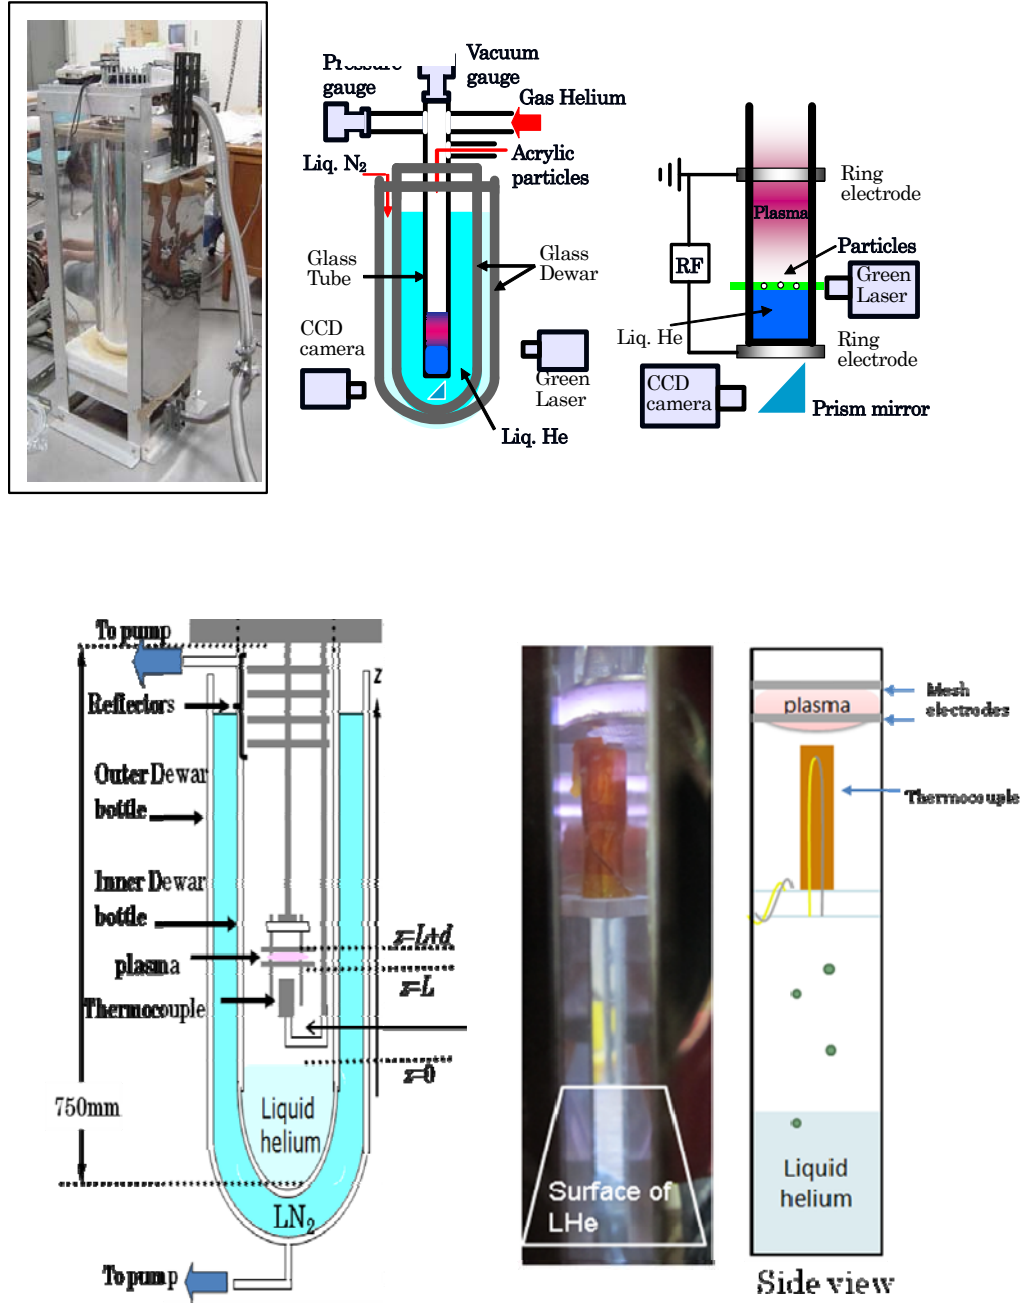 Pressure
gauge
Vacuum
gauge
Gas Helium
Liq. N2
Acrylic
particles
Glass
Tube
Glass
Dewar
CCD
camera
Green
Laser
Liq. He
Ring
electrode
Plasma
Particles
RF
Green
Laser
Liq. He
Ring
electrode
CCD
camera
Prism mirror
To pump
z
Reflectors
Outer Dewar
bottle
Inner Dewar
bottle
z=L+d
plasma
z=L
Thermocouple
z=0
750mm
Liquid
helium
LN2
To pump
Surface of
LHe
Mesh
electrodes
plasma
Thermocouple
Liquid
helium
Side view